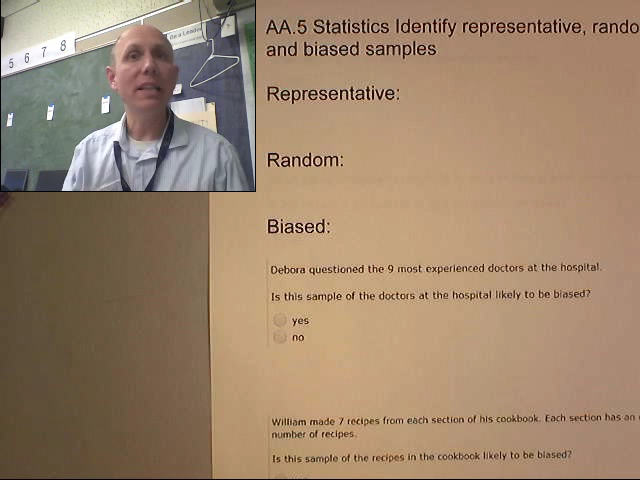 5 6 7 8
AA.5 Statistics Identify representative, rando
and biased samples
Representative:
Random:
Biased:
Debora questioned the 9 most experienced doctors at the hospital.
Is this sample of the doctors at the hospital likely to be biased?
yes
no
William made 7 recipes from each section of his cookbook. Each section has an
number of recipes.
Is this sample of the recipes in the cookbook likely to be biased?